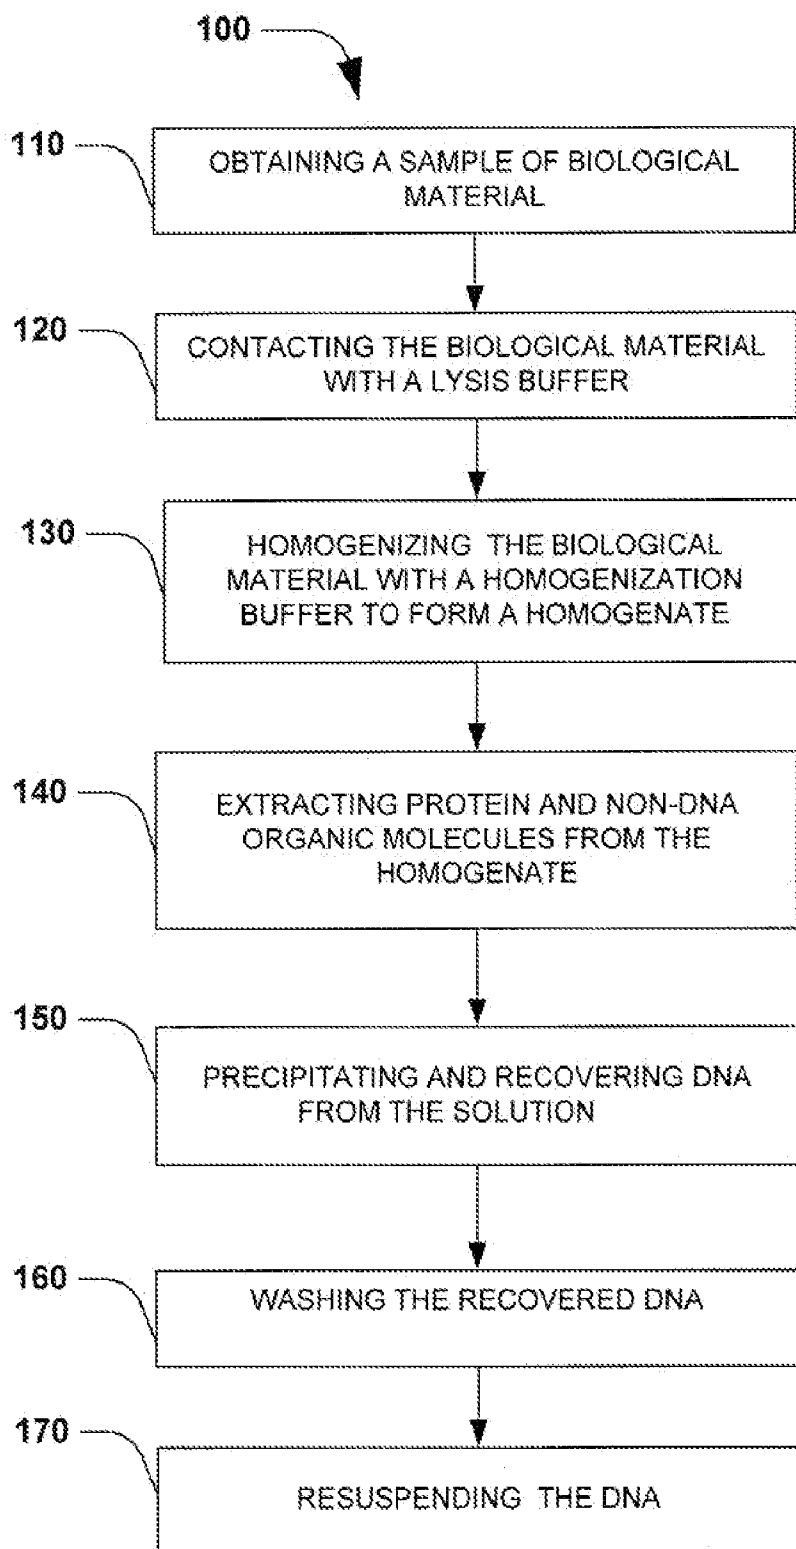 100
110
OBTAINING A SAMPLE OF BIOLOGICAL
MATERIAL
120
CONTACTING THE BIOLOGICAL MATERIAL
WITH A LYSIS BUFFER
130
HOMOGENIZING THE BIOLOGICAL
MATERIAL WITH A HOMOGENIZATION
BUFFER TO FORM A HOMOGENATE
140
EXTRACTING PROTEIN AND NON-DNA
ORGANIC MOLECULES FROM THE
HOMOGENATE
150
PRECIPITATING AND RECOVERING DNA
FROM THE SOLUTION
160
WASHING THE RECOVERED DNA
170
RESUSPENDING THE DNA